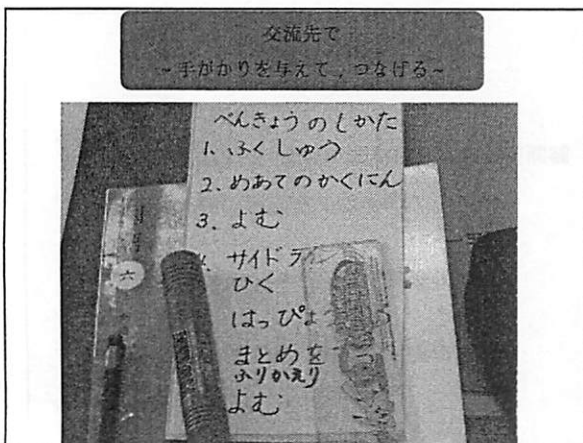 交流先で
~手がかりを与えて,つなげる~
べんきょうのしかた
1. ふくしゅう
2. めあてのかくにん
3. よむ
サイドラ
ひく
はっぴょ
まとめを
ふりかえり
よむ
六